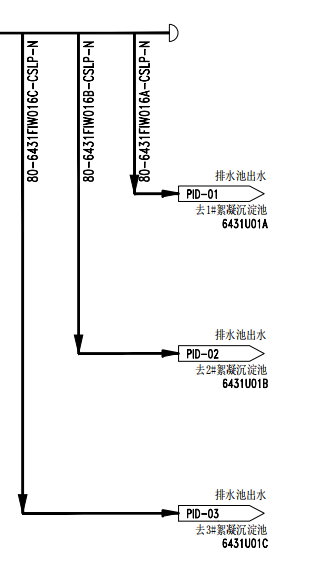 80-6431FIW016C-CSLP-N
80-6431FIW016B-CSLP-N
80-6431FIW016A-CSLP-N
排水池出水
PID-01
去1#絮凝沉淀池
6431U01A
排水池出水
PID-02
去2#絮凝沉淀池
6431U01B
排水池出水
PID-03
去3#絮凝沉淀池
6431U01C